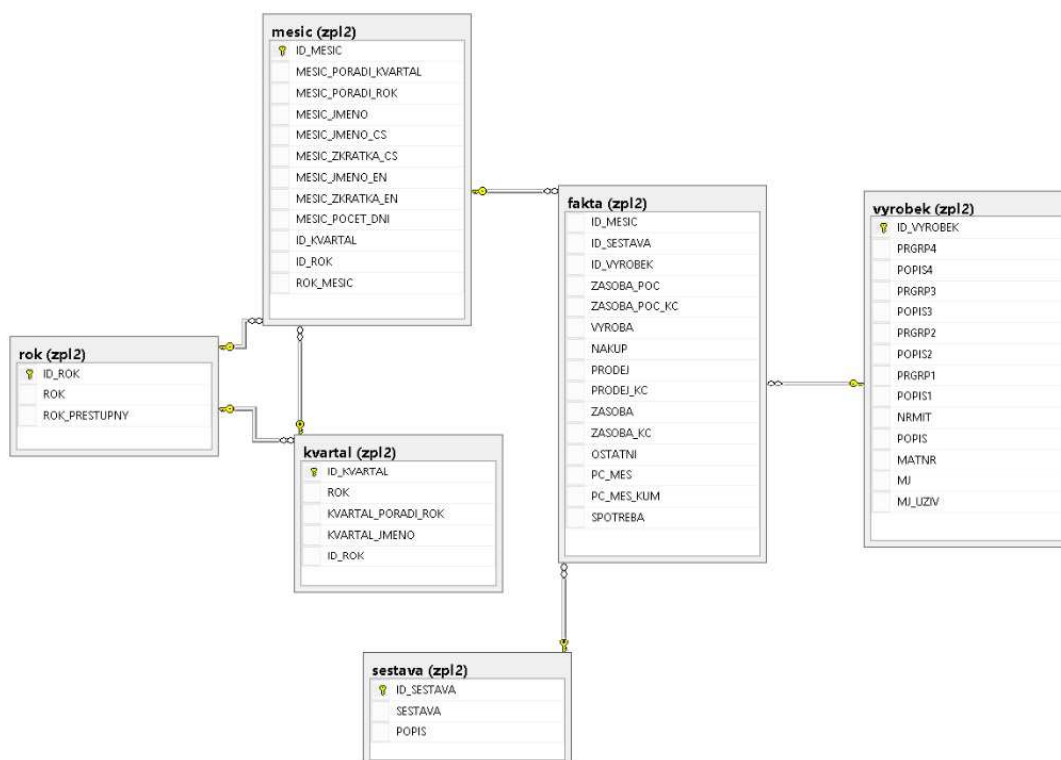 mesic (zpl2)
ID_MESIC
MESIC_PORADI_KVARTAL
MESIC_PORADI_ROK
MESIC_JMENO
MESIC_JMENO_CS
MESIC_ZKRATKA_CS
MESIC_JMENO_EN
MESIC_ZKRATKA_EN
MESIC_POCET_DNI
ID_KVARTAL
ID_ROK
ROK_MESIC
fakta (zpl2)
ID_MESIC
ID_SESTAVA
ID_VYROBEK
ZASOBA_POC
ZASOBA_POC_KC
VYROBA
NAKUP
PRODEJ
PRODEJ_KC
ZASOBA
ZASOBA_KC
OSTATNI
PC_MES
PC_MES_KUM
SPOTREBA
vyrobek (zpl2)
ID_VYROBEK
PRGRP4
POPIS4
PRGRP3
POPIS3
PRGRP2
POPIS2
PRGRP1
POPIS1
NRMIT
POPIS
MATNR
MJ
MJ_UZIV
rok (zpl2)
ID_ROK
ROK
ROK_PRESTUPNY
kvartal (zpl2)
ID_KVARTAL
ROK
KVARTAL_PORADI_ROK
KVARTAL_JMENO
ID_ROK
sestava (zpl2)
ID_SESTAVA
SESTAVA
POPIS